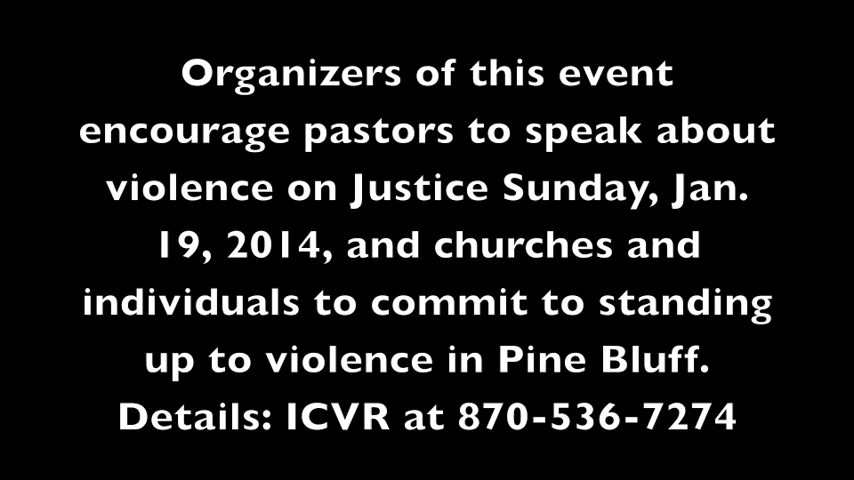 Organizers of this event
encourage pastors to speak about
violence on Justice Sunday, Jan.
19, 2014, and churches and
individuals to commit to standing
up to violence in Pine Bluff.
Details: ICVR at 870-536-7274